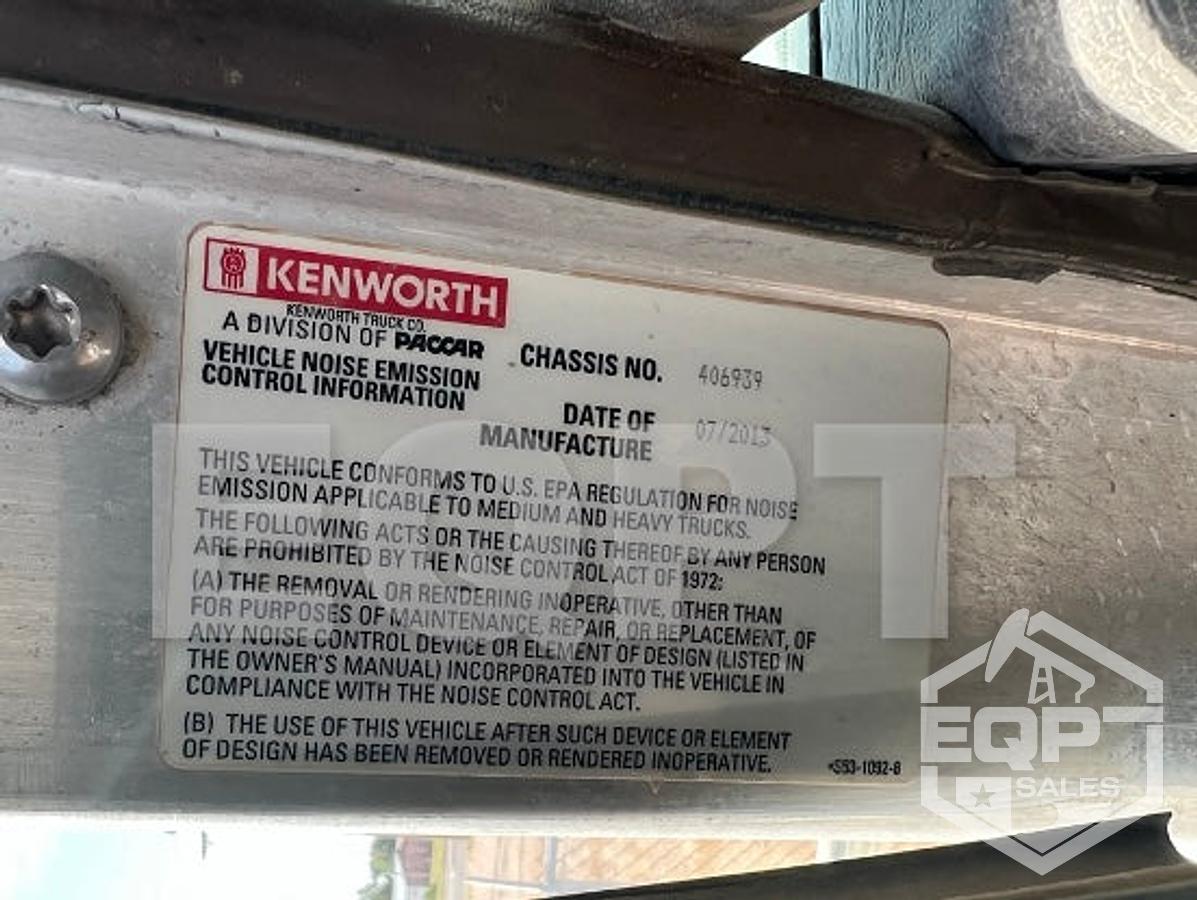 KENWORTH
KENWORTH TRUCK CO.
A DIVISION OF PACCAR
VEHICLE NOISE EMISSION
CONTROL INFORMATION
CHASSIS NO. 406939
DATE OF
MANUFACTURE 07/2013
THIS VEHICLE CONFORMS TO U.S. EPA REGULATION FOR NOISE
EMISSION APPLICABLE TO MEDIUM AND HEAVY TRUCKS.
THE FOLLOWING ACTS OR THE CAUSING THEREOF BY ANY PERSON
ARE PROHIBITED BY THE NOISE CONTROL ACT OF 1972:
(A) THE REMOVAL OR RENDERING INOPERATIVE, OTHER THAN
FOR PURPOSES OF MAINTENANCE, REPAIR, OR REPLACEMENT, OF
ANY NOISE CONTROL DEVICE OR ELEMENT OF DESIGN (LISTED IN
THE OWNER'S MANUAL) INCORPORATED INTO THE VEHICLE IN
COMPLIANCE WITH THE NOISE CONTROL ACT.
(B) THE USE OF THIS VEHICLE AFTER SUCH DEVICE OR ELEMENT
OF DESIGN HAS BEEN REMOVED OR RENDERED INOPERATIVE.
S53-1092-B
EQPT
EQPT
SALES